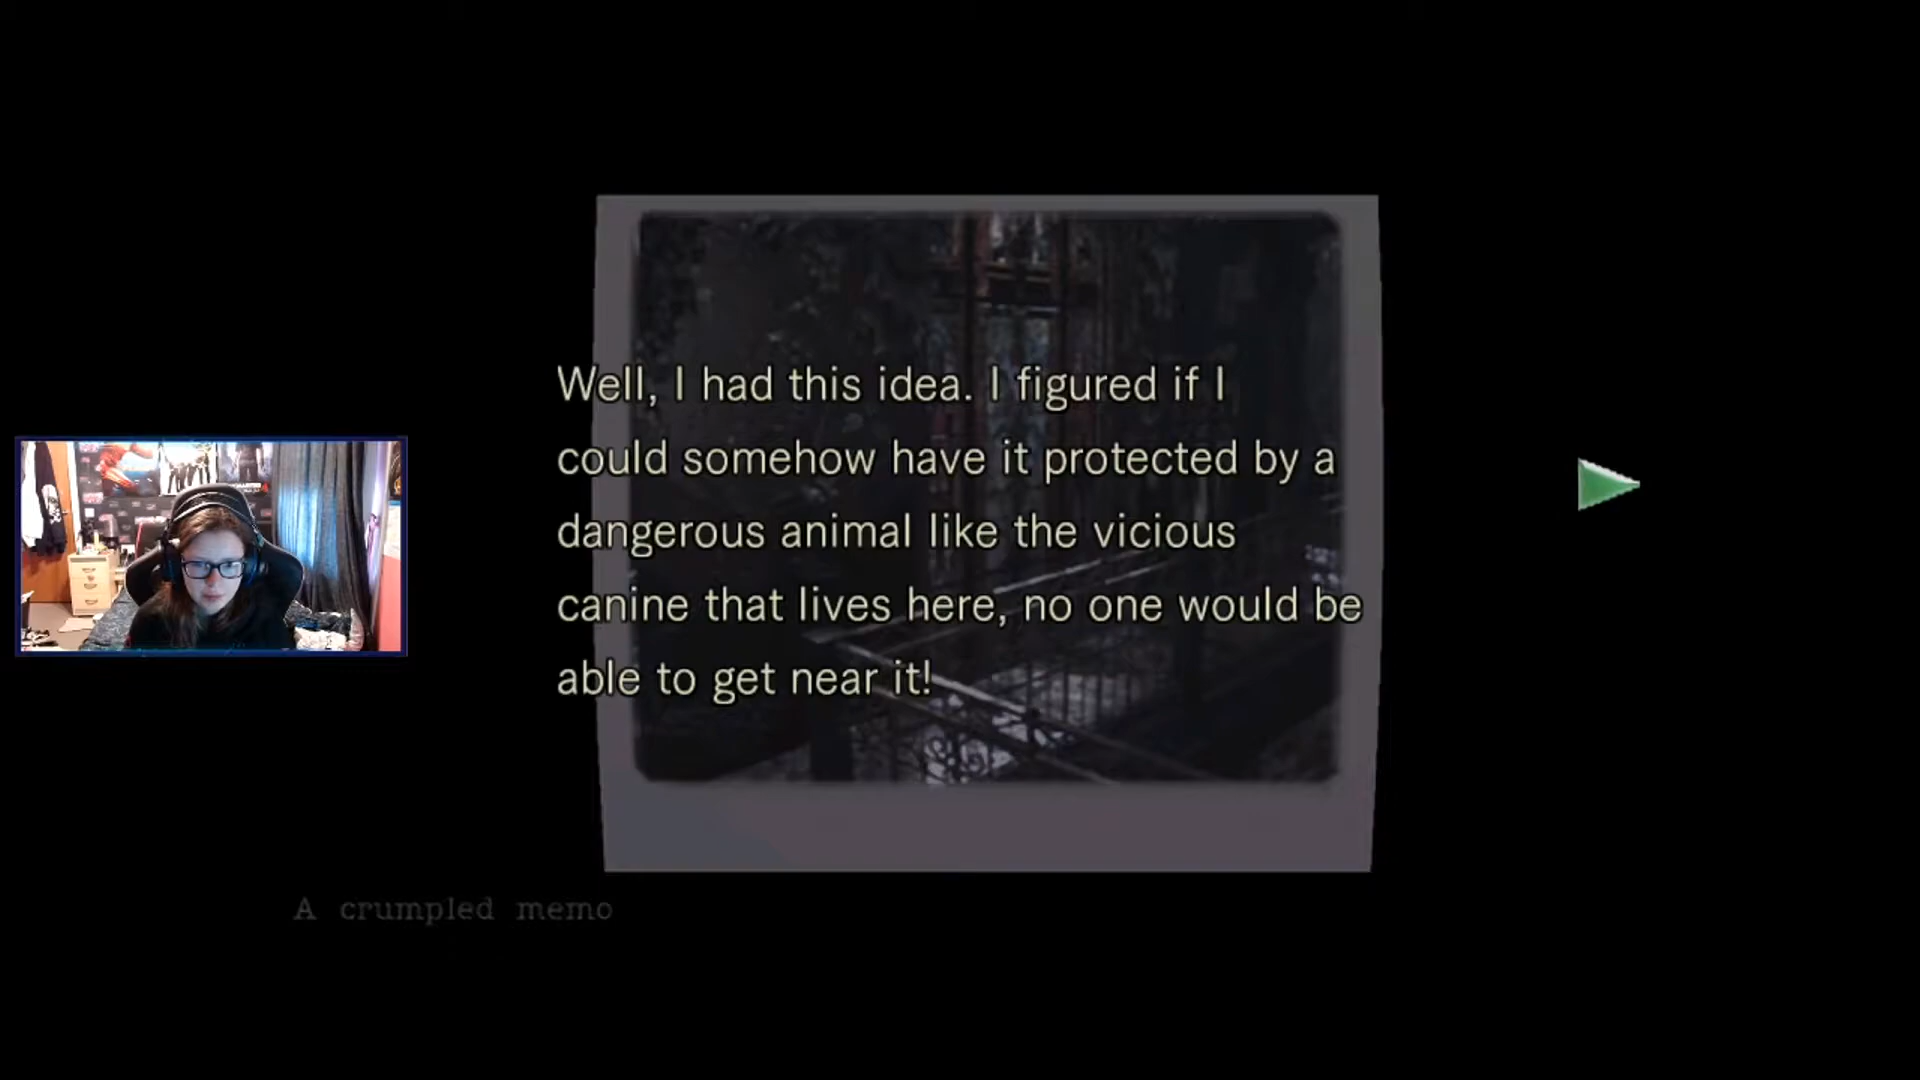 Well, I had this idea. I figured if I
could somehow have it protected by a
dangerous animal like the vicious
canine that lives here, no one would be
able to get near it!
A crumpled memo